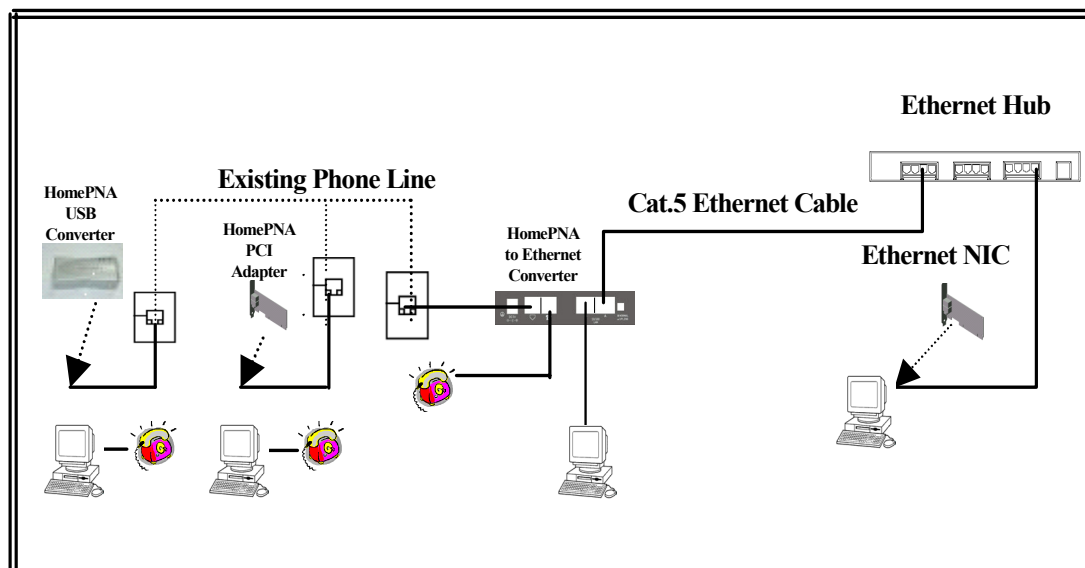 Ethernet Hub
Existing Phone Line
HomePNA
USB
Converter
HomePNA
PCI
Adapter
Cat.5 Ethernet Cable
HomePNA
to Ethernet
Converter
Ethernet NIC